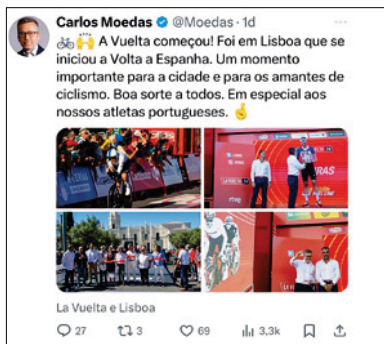 Carlos Moedas @Moedas · 1d
🚲🙌 A Vuelta começou! Foi em Lisboa que se
iniciou a Volta a Espanha. Um momento
importante para a cidade e para os amantes de
ciclismo. Boa sorte a todos. Em especial aos
nossos atletas portugueses. 🤞
La Vuelta e Lisboa
27 3 69 3,3k